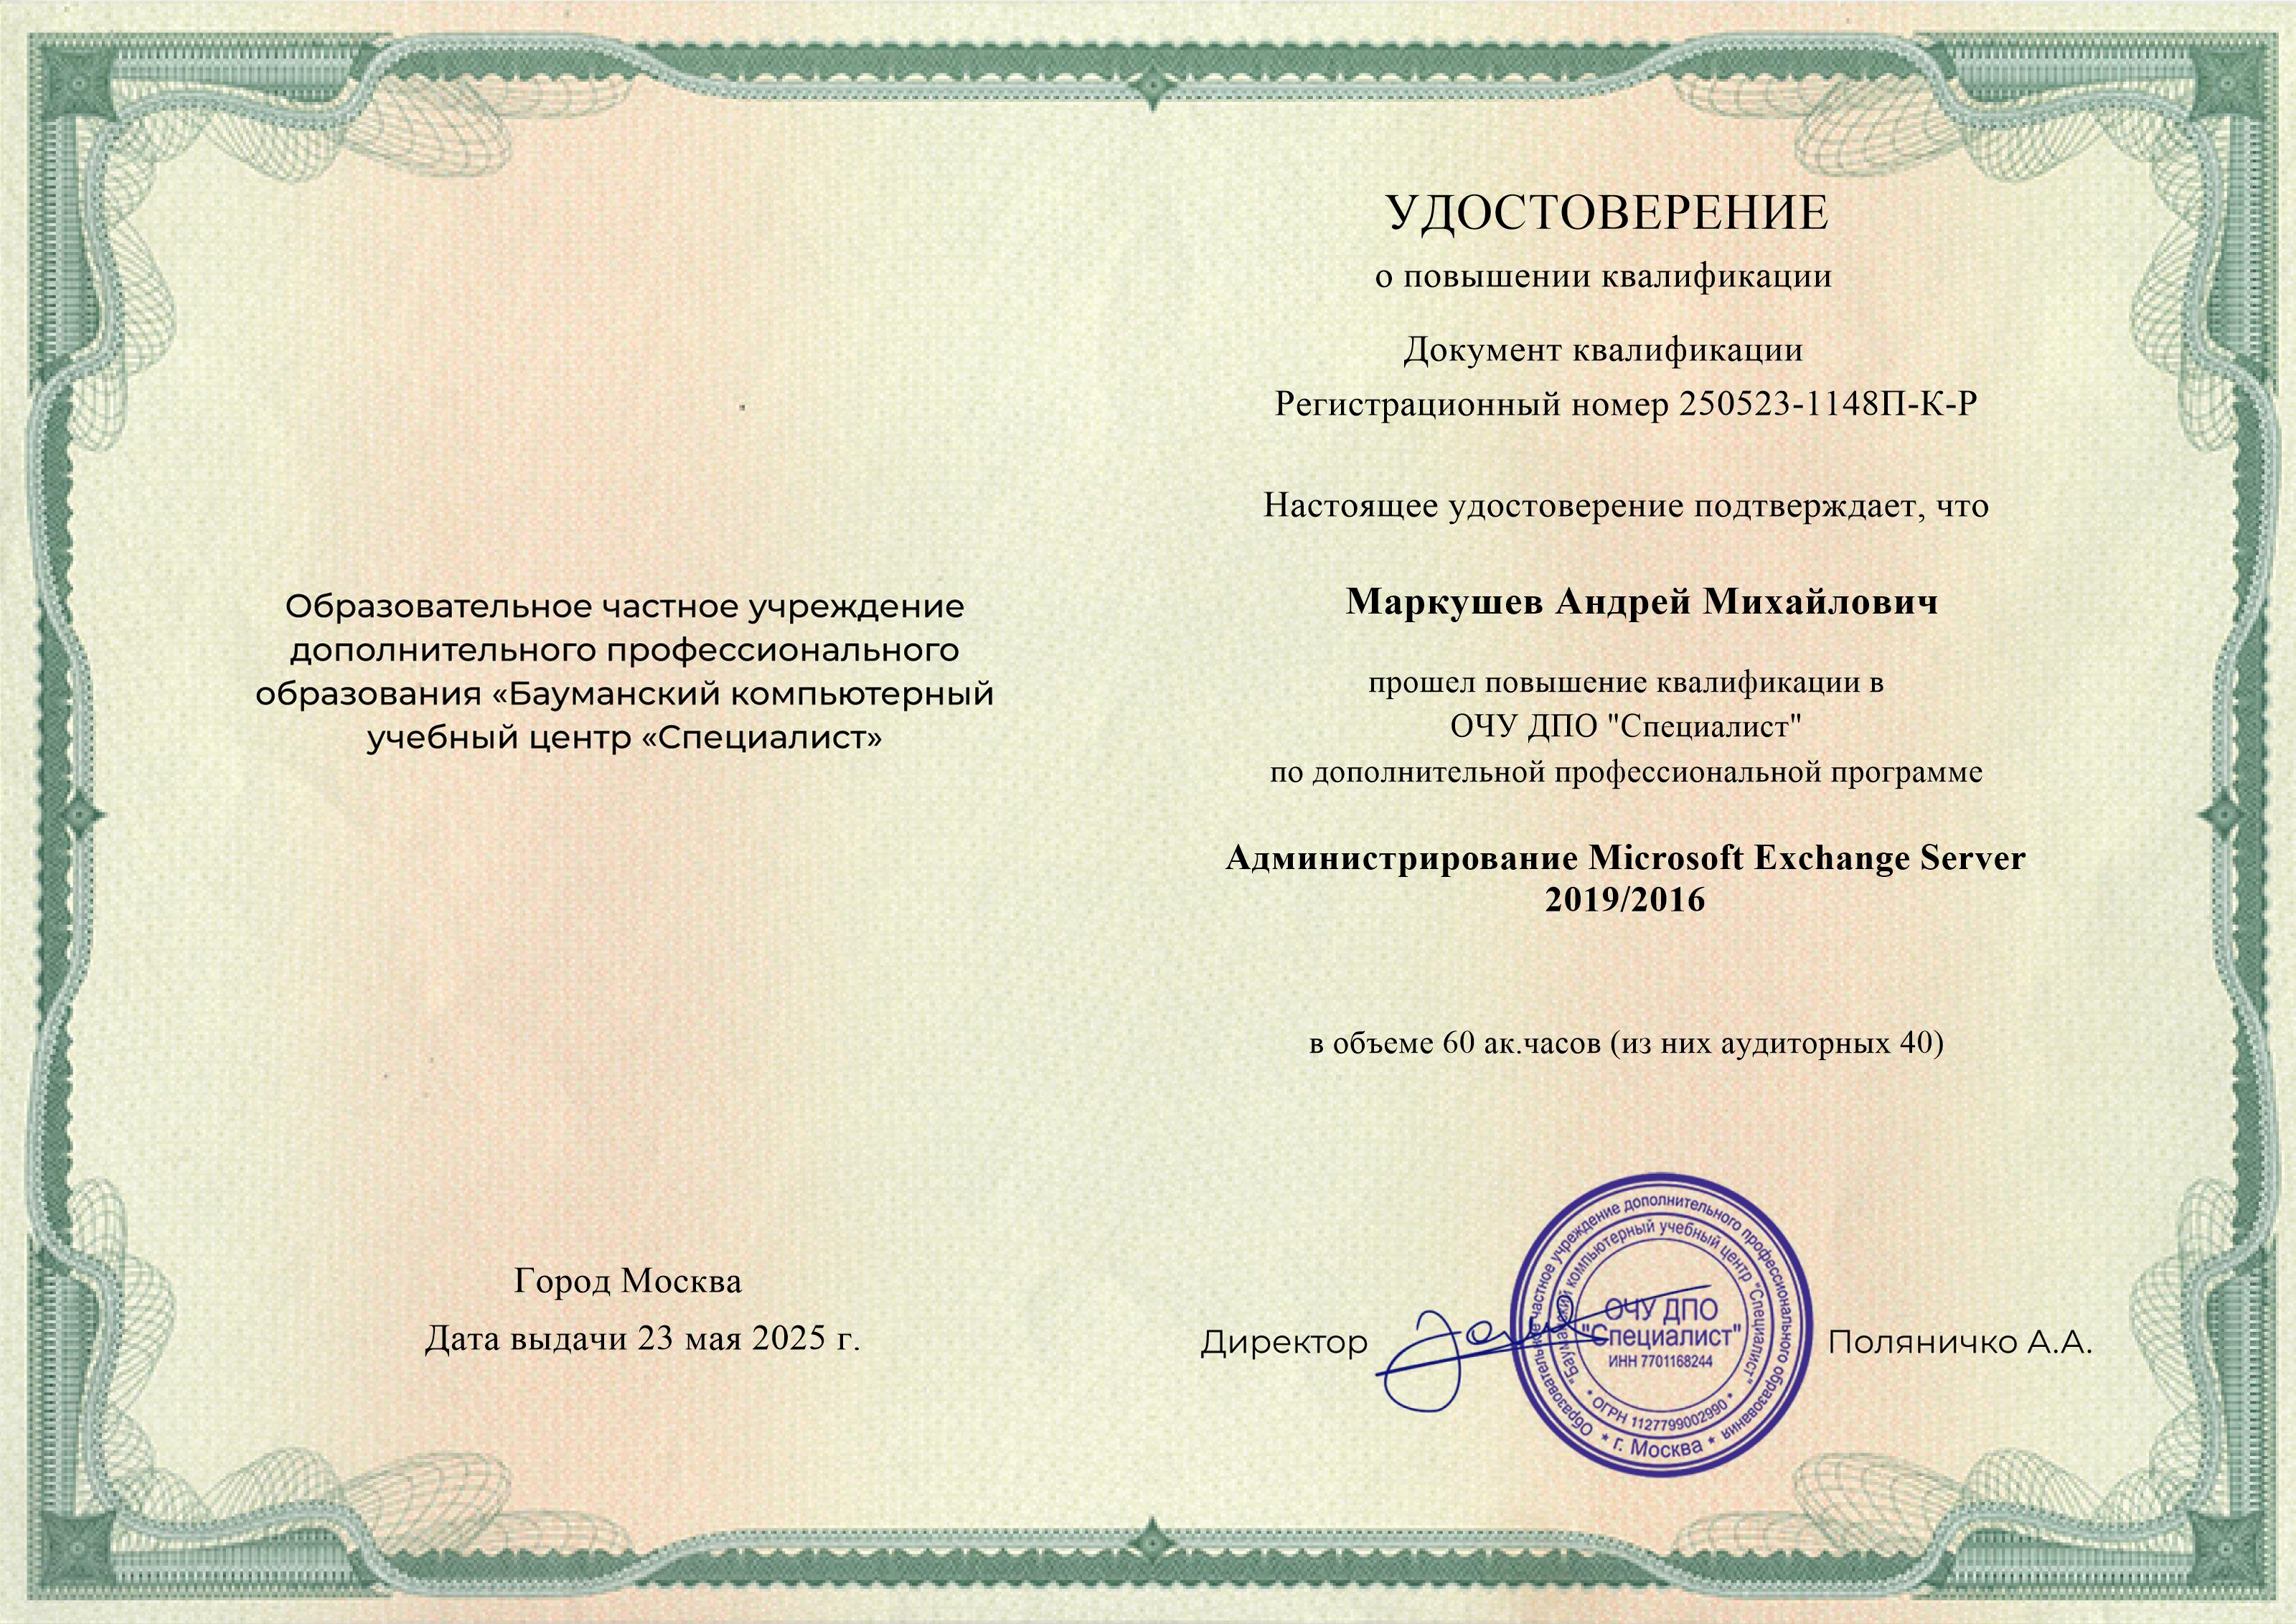 Образовательное частное учреждение
дополнительного профессионального
образования «Бауманский компьютерный
учебный центр «Специалист»
Город Москва
Дата выдачи 23 мая 2025 г.
УДОСТОВЕРЕНИЕ
о повышении квалификации
Документ квалификации
Регистрационный номер 250523-1148П-К-Р
Настоящее удостоверение подтверждает, что
Маркушев Андрей Михайлович
прошел повышение квалификации в
ОЧУ ДПО "Специалист"
по дополнительной профессиональной программе
Администрирование Microsoft Exchange Server
2019/2016
в объеме 60 ак.часов (из них аудиторных 40)
Директор
Поляничко А.А.
Образовательное частное учреждение дополнительного профессионального образования
* г. Москва *
"Бауманский компьютерный учебный центр "Специалист"
* ОГРН 1127799002990 *
ОЧУ ДПО
"Специалист"
ИНН 7701168244